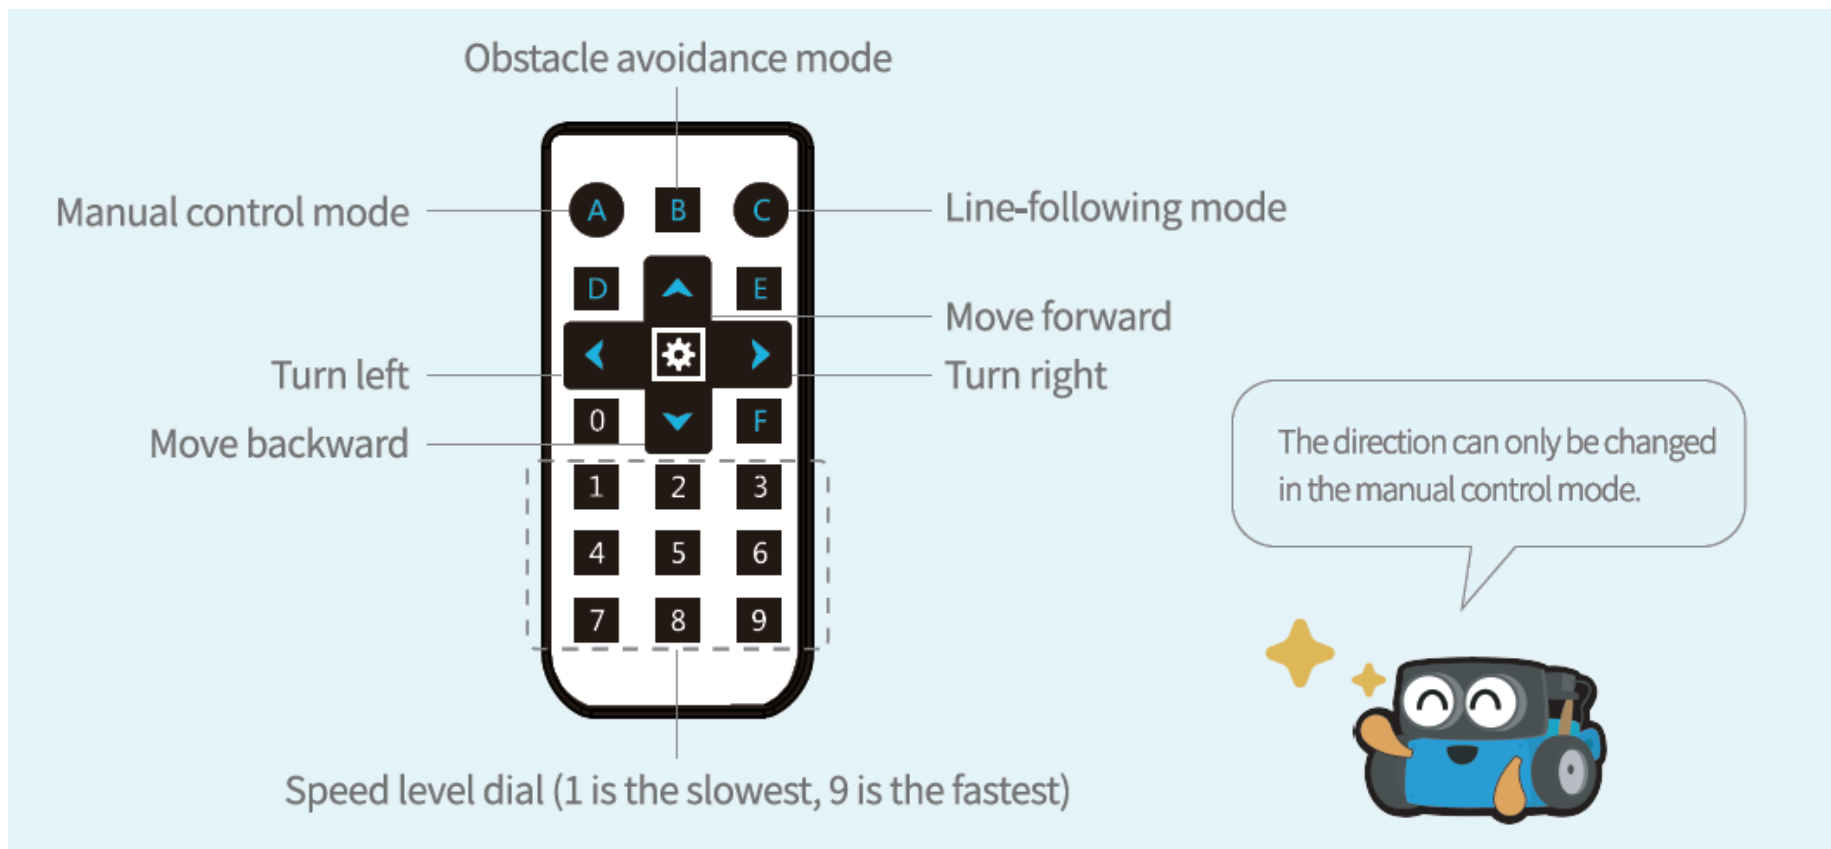 Obstacle avoidance mode
Manual control mode
A
B
C
Line-following mode
D
E
Move forward
Turn left
Turn right
0
F
Move backward
1 2 3
4 5 6
7 8 9
Speed level dial (1 is the slowest, 9 is the fastest)
The direction can only be changed
in the manual control mode.